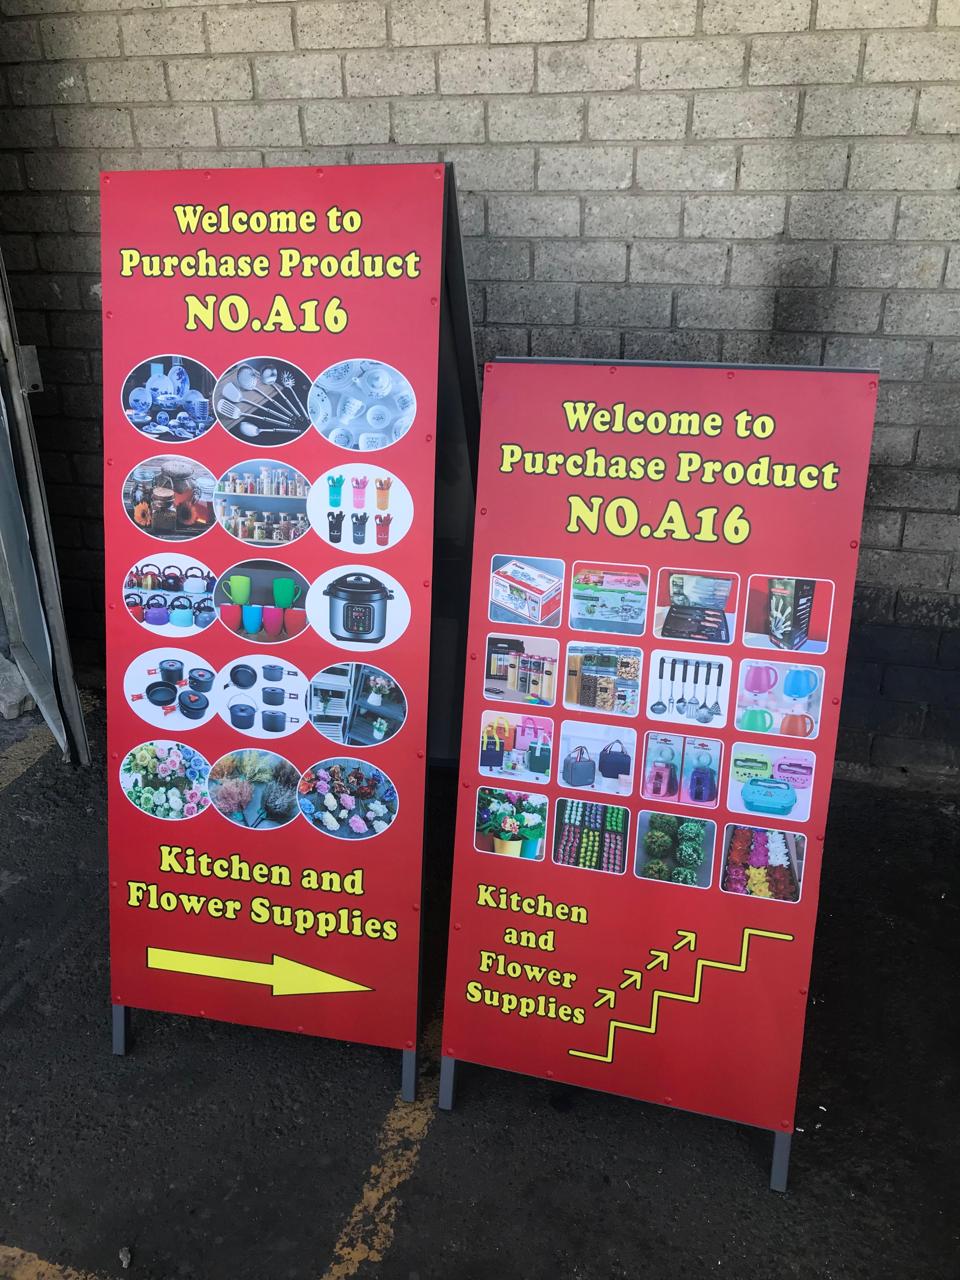 Welcome to
Purchase Product
NO.A16
Kitchen and
Flower Supplies
Welcome to
Purchase Product
NO.A16
Kitchen
and
Flower
Supplies